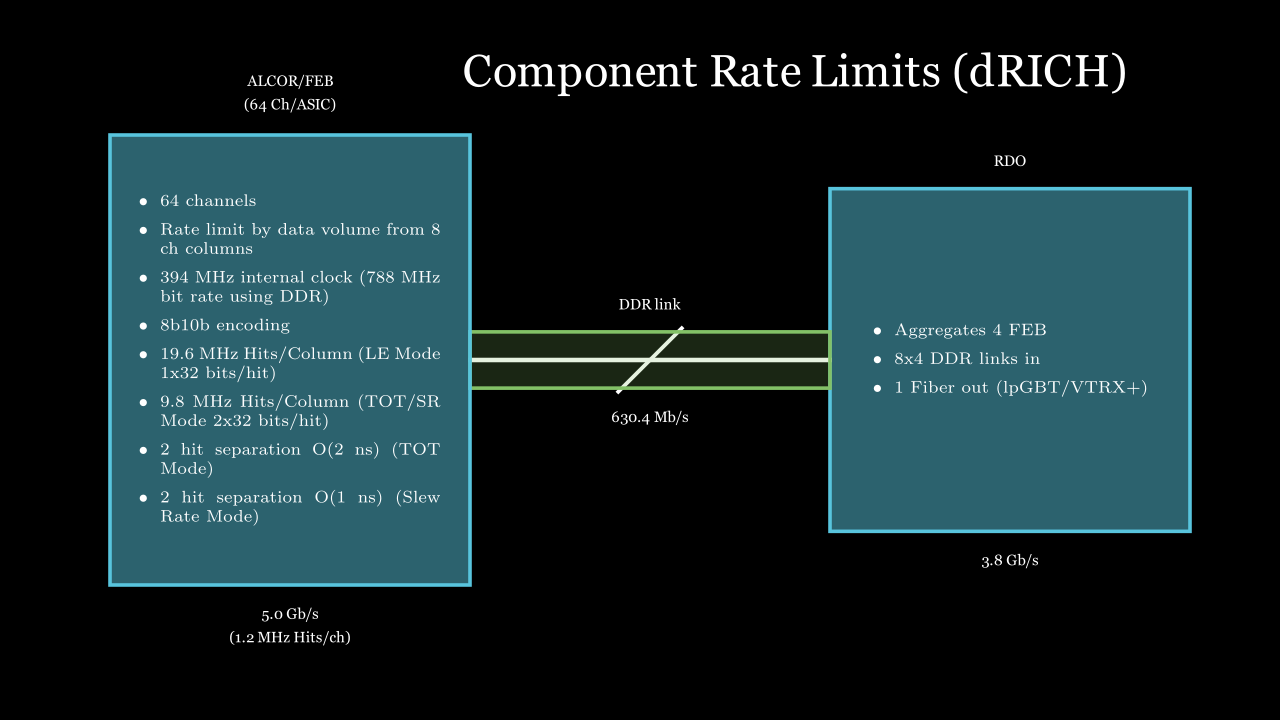 Component Rate Limits (dRICH)
ALCOR/FEB
(64 Ch/ASIC)
• 64 channels
• Rate limit by data volume from 8
ch columns
• 394 MHz internal clock (788 MHz
bit rate using DDR)
• 8b10b encoding
• 19.6 MHz Hits/Column (LE Mode
1x32 bits/hit)
• 9.8 MHz Hits/Column (TOT/SR
Mode 2x32 bits/hit)
• 2 hit separation O(2 ns) (TOT
Mode)
• 2 hit separation O(1 ns) (Slew
Rate Mode)
5.0 Gb/s
(1.2 MHz Hits/ch)
DDR link
630.4 Mb/s
RDO
• Aggregates 4 FEB
• 8x4 DDR links in
• 1 Fiber out (lpGBT/VTRX+)
3.8 Gb/s